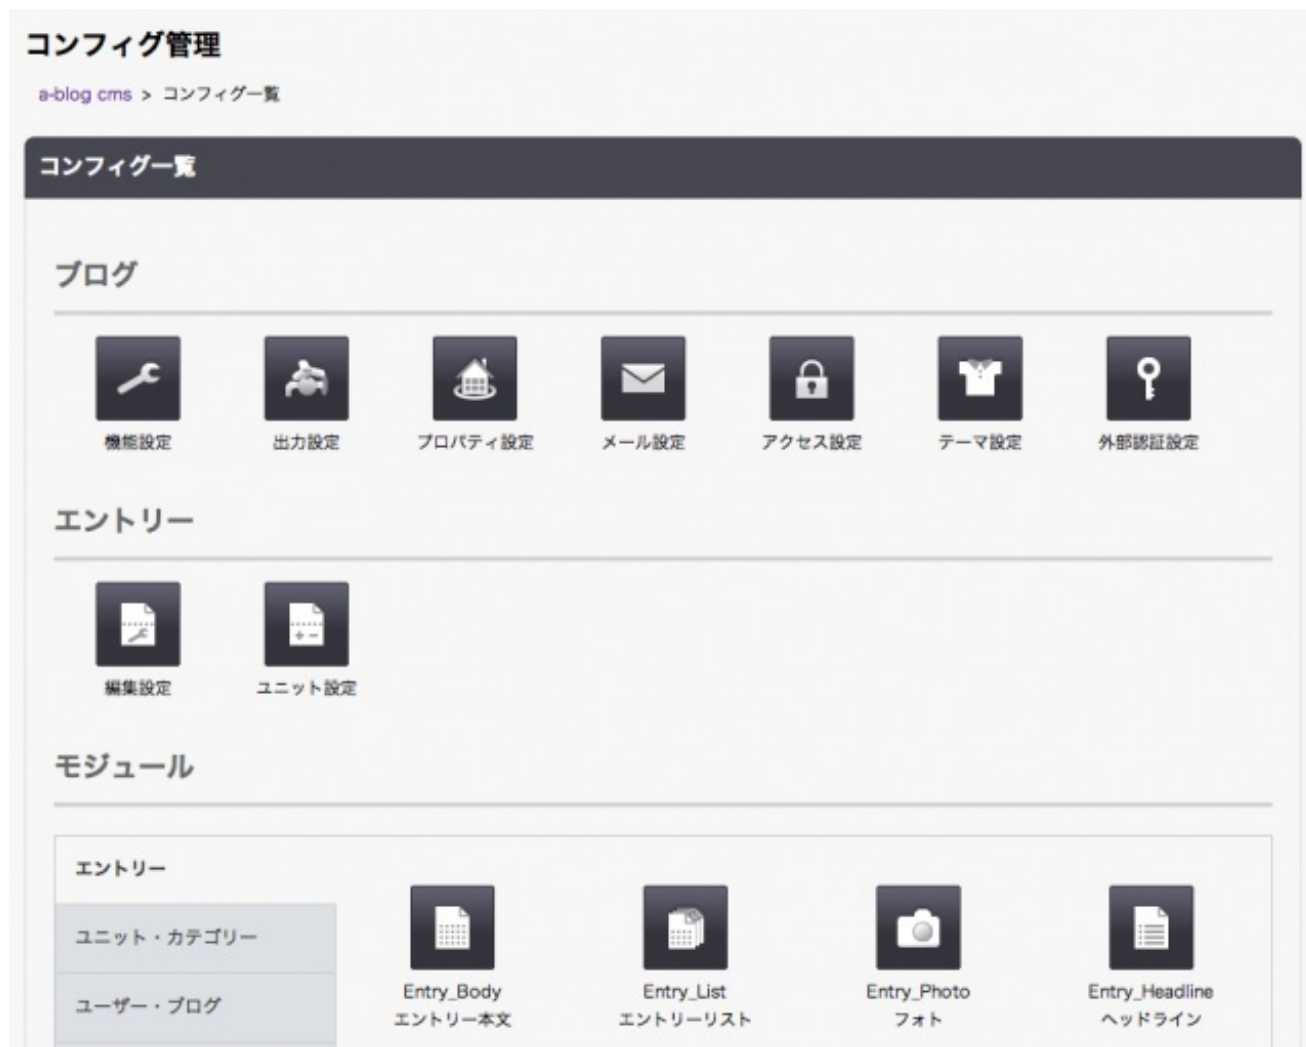 コンフィグ管理
a-blog cms > コンフィグ一覧
コンフィグ一覧
ブログ
機能設定 出力設定 プロパティ設定 メール設定 アクセス設定 テーマ設定 外部認証設定
エントリー
編集設定 ユニット設定
モジュール
エントリー
ユニット・カテゴリー
ユーザー・ブログ
Entry_Body Entry_List Entry_Photo Entry_Headline
エントリー本文 エントリーリスト フォト ヘッドライン